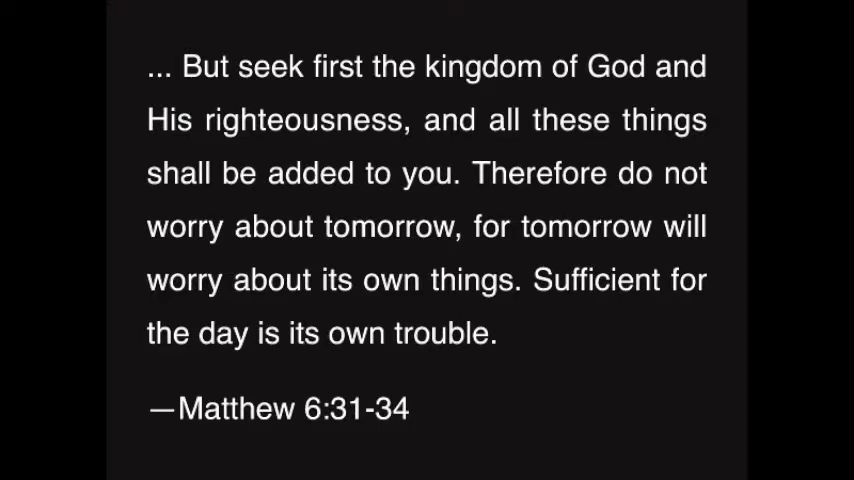 ... But seek first the kingdom of God and
His righteousness, and all these things
shall be added to you. Therefore do not
worry about tomorrow, for tomorrow will
worry about its own things. Sufficient for
the day is its own trouble.
—Matthew 6:31-34